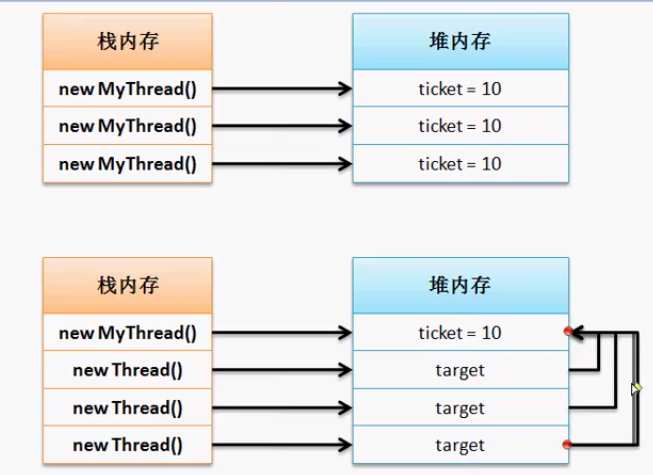 栈内存 堆内存
new MyThread() ticket = 10
new MyThread() ticket = 10
new MyThread() ticket = 10
栈内存 堆内存
new MyThread() ticket = 10
new Thread() target
new Thread() target
new Thread() target